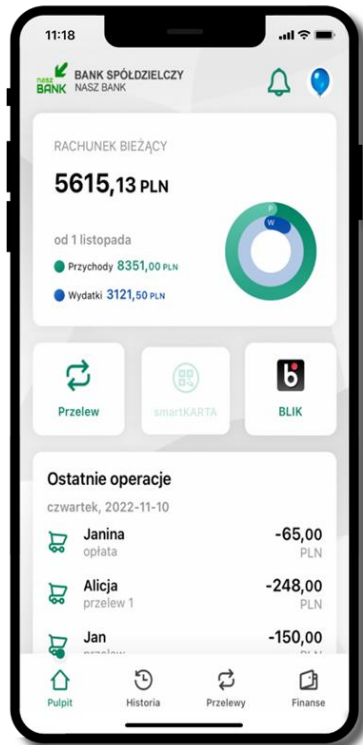 11:18
nasz
BANK
BANK SPÓŁDZIELCZY
NASZ BANK
RACHUNEK BIEŻĄCY
5615,13 PLN
od 1 listopada
Przychody 8351,00 PLN
Wydatki 3121,50 PLN
P
W
Przelew
smartKARTA
BLIK
Ostatnie operacje
czwartek, 2022-11-10
Janina
-65,00
opłata
PLN
Alicja
-248,00
przelew 1
PLN
Jan
-150,00
Pulpit
Historia
Przelewy
Finanse